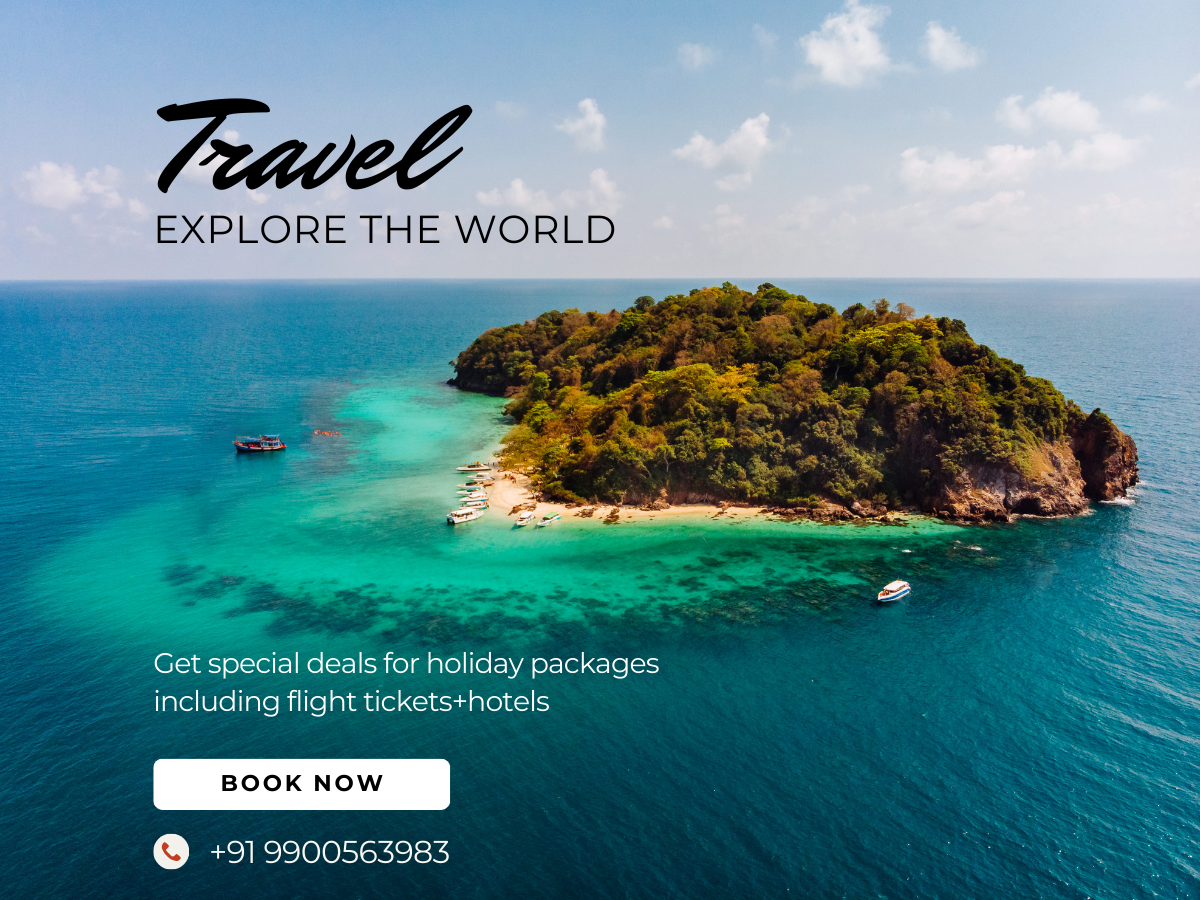 Travel
EXPLORE THE WORLD
Get special deals for holiday packages
including flight tickets+hotels
BOOK NOW
+91 9900563983